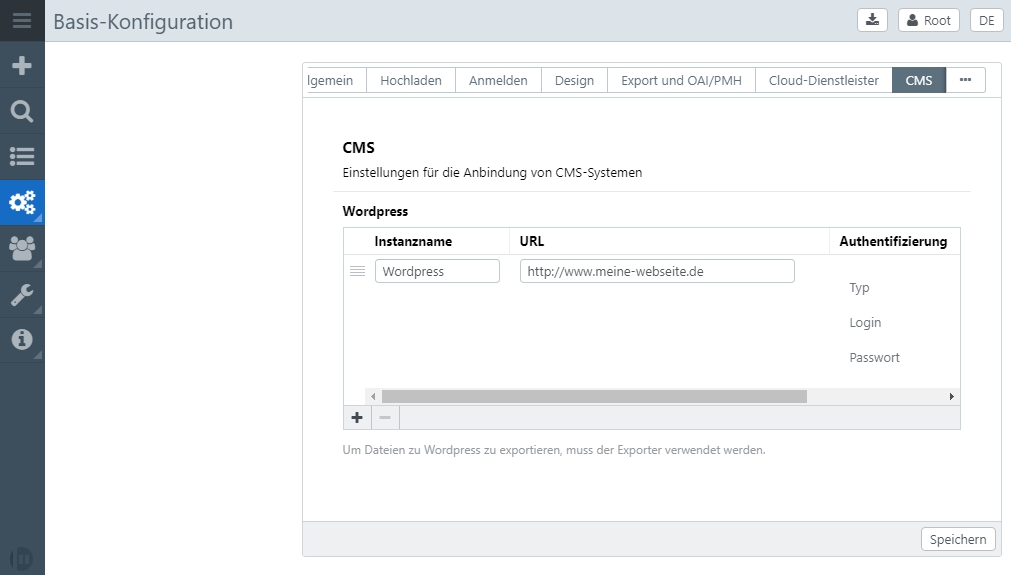 Basis-Konfiguration
Root
DE
lgemein
Hochladen
Anmelden
Design
Export und OAI/PMH
Cloud-Dienstleister
CMS
CMS
Einstellungen für die Anbindung von CMS-Systemen
Wordpress
Instanzname URL Authentifizierung
Wordpress http://www.meine-webseite.de
Typ
Login
Passwort
Um Dateien zu Wordpress zu exportieren, muss der Exporter verwendet werden.
Speichern